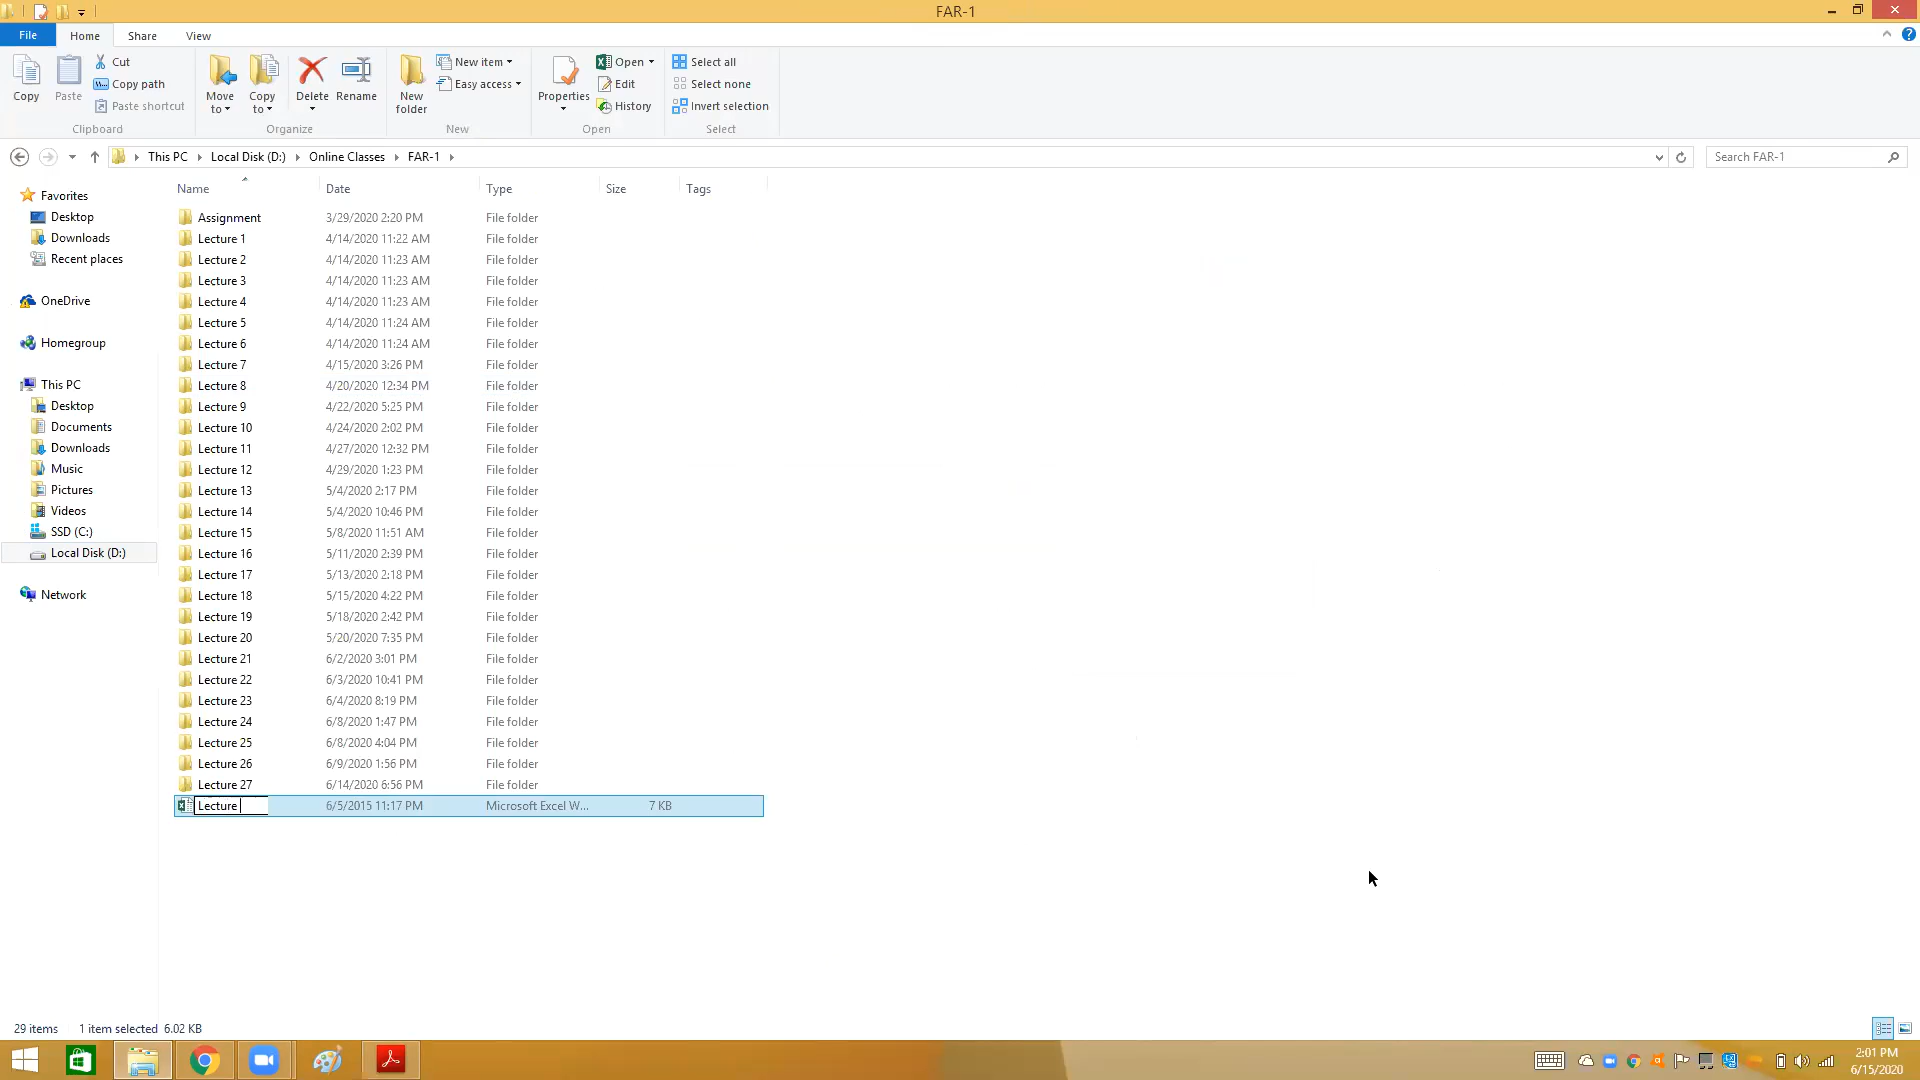 FAR-1
File Home Share View
Copy
Paste
Cut
Copy path
Paste shortcut
Clipboard
Move to
Copy to
Delete
Rename
Organize
New folder
New item
Easy access
New
Properties
Open
Edit
History
Open
Select all
Select none
Invert selection
Select
This PC Local Disk (D:) Online Classes FAR-1
Search FAR-1
Favorites
Desktop
Downloads
Recent places
OneDrive
Homegroup
This PC
Desktop
Documents
Downloads
Music
Pictures
Videos
SSD (C:)
Local Disk (D:)
Network
Name Date Type Size Tags
Assignment 3/29/2020 2:20 PM File folder
Lecture 1 4/14/2020 11:22 AM File folder
Lecture 2 4/14/2020 11:23 AM File folder
Lecture 3 4/14/2020 11:23 AM File folder
Lecture 4 4/14/2020 11:23 AM File folder
Lecture 5 4/14/2020 11:24 AM File folder
Lecture 6 4/14/2020 11:24 AM File folder
Lecture 7 4/15/2020 3:26 PM File folder
Lecture 8 4/20/2020 12:34 PM File folder
Lecture 9 4/22/2020 5:25 PM File folder
Lecture 10 4/24/2020 2:02 PM File folder
Lecture 11 4/27/2020 12:32 PM File folder
Lecture 12 4/29/2020 1:23 PM File folder
Lecture 13 5/4/2020 2:17 PM File folder
Lecture 14 5/4/2020 10:46 PM File folder
Lecture 15 5/8/2020 11:51 AM File folder
Lecture 16 5/11/2020 2:39 PM File folder
Lecture 17 5/13/2020 2:18 PM File folder
Lecture 18 5/15/2020 4:22 PM File folder
Lecture 19 5/18/2020 2:42 PM File folder
Lecture 20 5/20/2020 7:35 PM File folder
Lecture 21 6/2/2020 3:01 PM File folder
Lecture 22 6/3/2020 10:41 PM File folder
Lecture 23 6/4/2020 8:19 PM File folder
Lecture 24 6/8/2020 1:47 PM File folder
Lecture 25 6/8/2020 4:04 PM File folder
Lecture 26 6/9/2020 1:56 PM File folder
Lecture 27 6/14/2020 6:56 PM File folder
Lecture 6/5/2015 11:17 PM Microsoft Excel W... 7 KB
29 items 1 item selected 6.02 KB
2:01 PM
6/15/2020